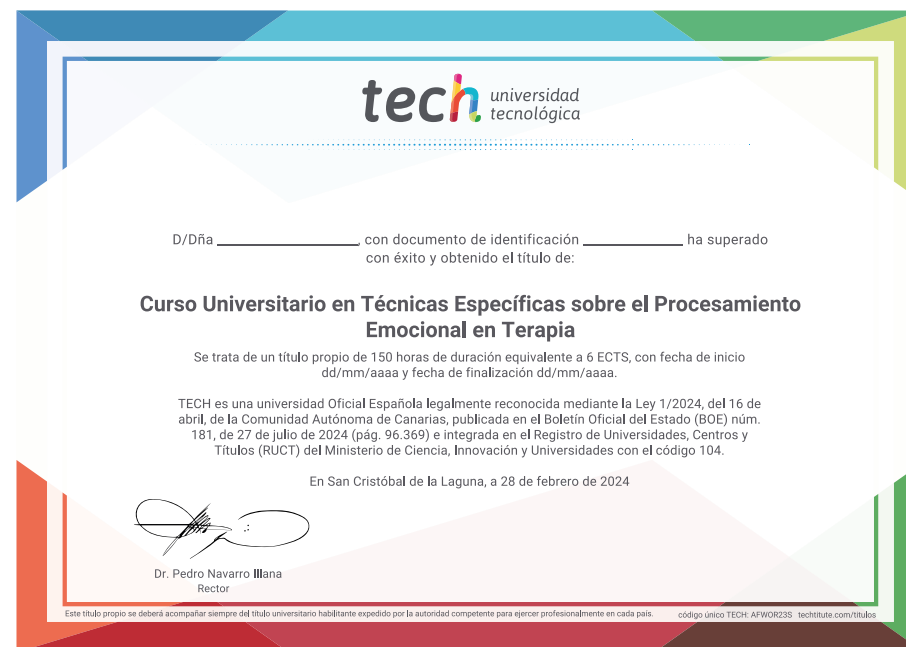 tech universidad
tecnológica
D/Dña ____________________, con documento de identificación ______________ ha superado
con éxito y obtenido el título de:
Curso Universitario en Técnicas Específicas sobre el Procesamiento
Emocional en Terapia
Se trata de un título propio de 150 horas de duración equivalente a 6 ECTS, con fecha de inicio
dd/mm/aaaa y fecha de finalización dd/mm/aaaa.
TECH es una universidad Oficial Española legalmente reconocida mediante la Ley 1/2024, del 16 de
abril, de la Comunidad Autónoma de Canarias, publicada en el Boletín Oficial del Estado (BOE) núm.
181, de 27 de julio de 2024 (pág. 96.369) e integrada en el Registro de Universidades, Centros y
Títulos (RUCT) del Ministerio de Ciencia, Innovación y Universidades con el código 104.
En San Cristóbal de la Laguna, a 28 de febrero de 2024
Dr. Pedro Navarro Illana
Rector
Este título propio se deberá acompañar siempre del título universitario habilitante expedido por la autoridad competente para ejercer profesionalmente en cada país.
código único TECH: AFWOR23S techtitute.com/titulos